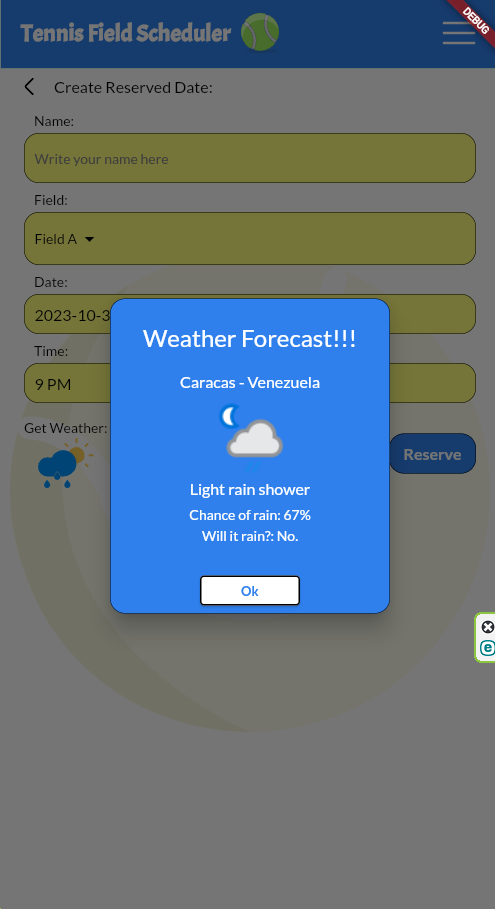 Tennis Field Scheduler
DEBUG
Create Reserved Date:
Name:
Write your name here
Field:
Field A
Date:
2023-10-3
Time:
9 PM
Get Weather:
Reserve
Weather Forecast!!!
Caracas - Venezuela
Light rain shower
Chance of rain: 67%
Will it rain?: No.
Ok
e